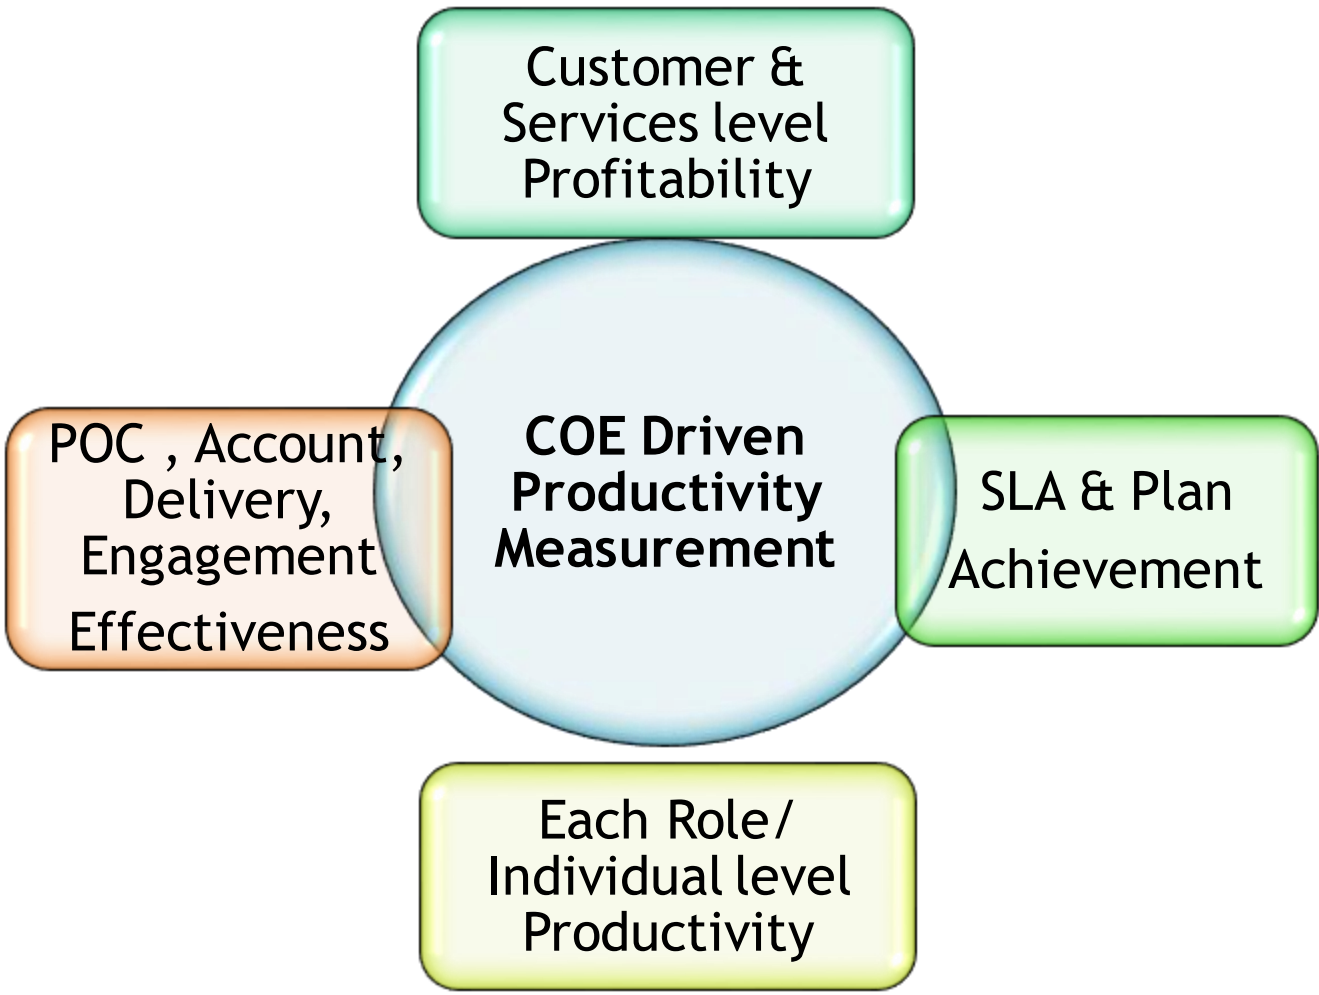 Customer &
Services level
Profitability
POC , Account,
Delivery,
Engagement
Effectiveness
COE Driven
Productivity
Measurement
SLA & Plan
Achievement
Each Role/
Individual level
Productivity